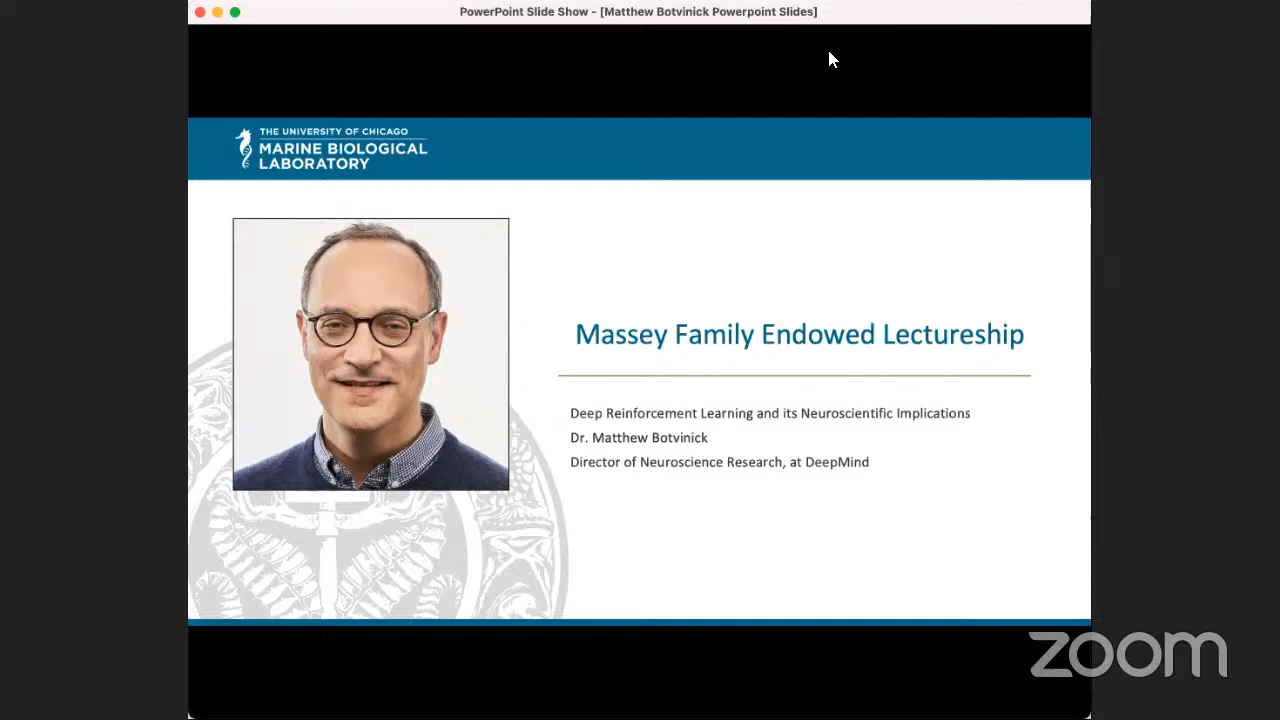 PowerPoint Slide Show - [Matthew Botvinick Powerpoint Slides]
THE UNIVERSITY OF CHICAGO
MARINE BIOLOGICAL
LABORATORY
Massey Family Endowed Lectureship
Deep Reinforcement Learning and its Neuroscientific Implications
Dr. Matthew Botvinick
Director of Neuroscience Research, at DeepMind
zoom